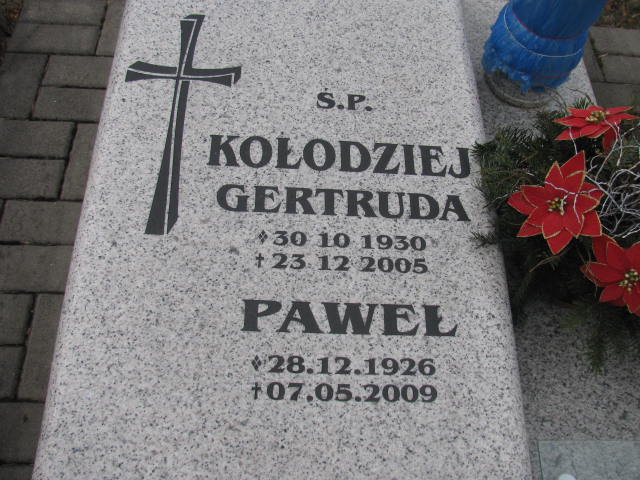 Ś.P.
KOŁODZIEJ
GERTRUDA
30 10 1930
† 23 12 2005
PAWEŁ
28.12.1926
†07.05.2009